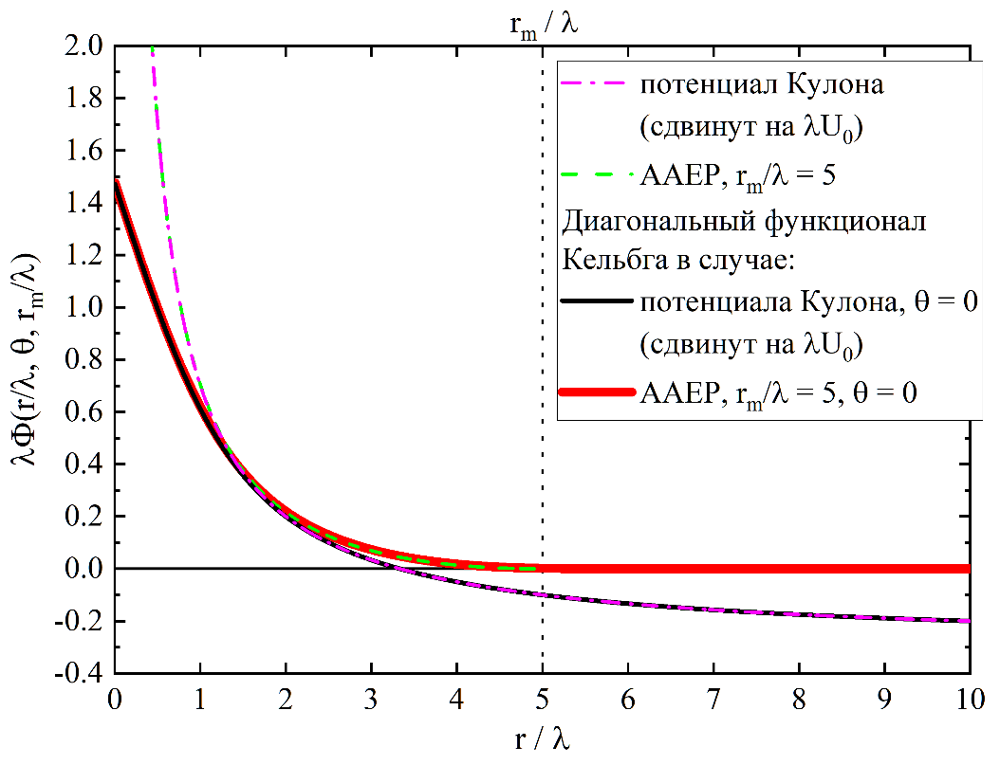 r_m / λ
2.0
1.8
1.6
1.4
1.2
1.0
0.8
0.6
0.4
0.2
0.0
-0.2
-0.4
λΦ(r/λ, θ, r_m/λ)
потенциал Кулона
(сдвинут на λU_0)
AAEP, r_m/λ = 5
Диагональный функционал
Кельбга в случае:
потенциала Кулона, θ = 0
(сдвинут на λU_0)
AAEP, r_m/λ = 5, θ = 0
0 1 2 3 4 5 6 7 8 9 10
r / λ